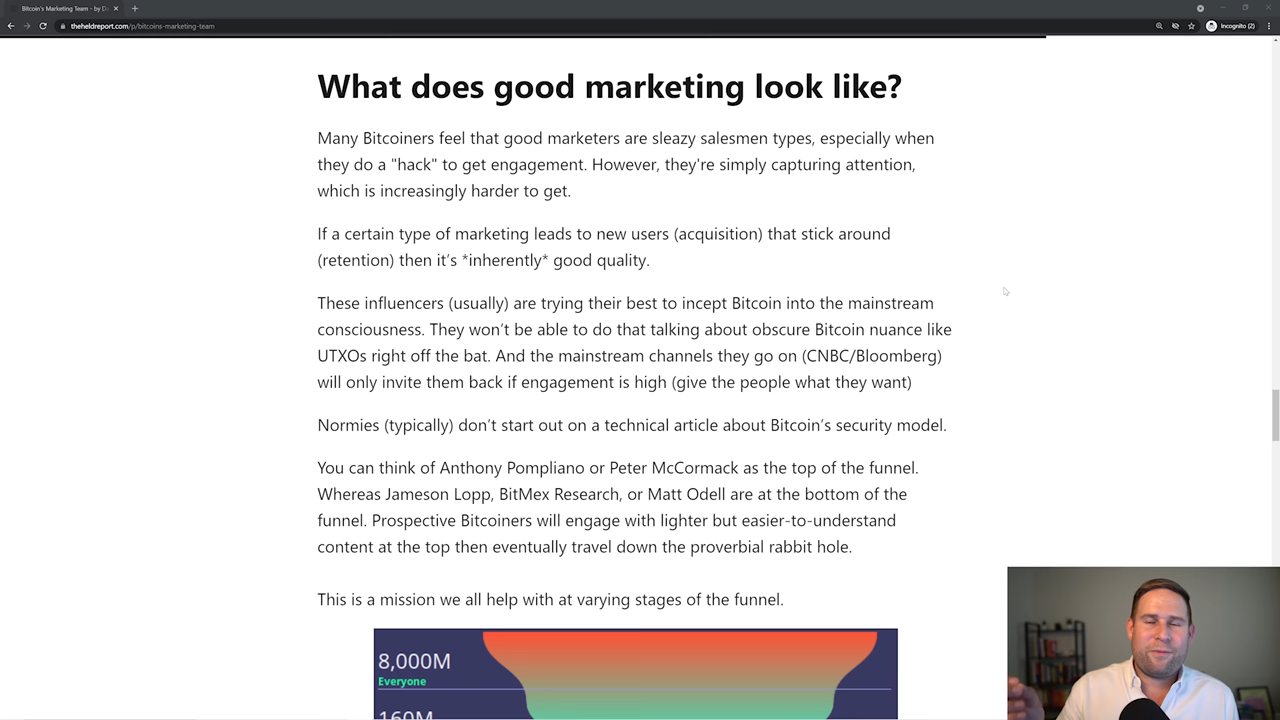 Bitcoin's Marketing Team - by D
theheldreport.com/p/bitcoins-marketing-team
Incognito (2)
What does good marketing look like?
Many Bitcoiners feel that good marketers are sleazy salesmen types, especially when
they do a "hack" to get engagement. However, they're simply capturing attention,
which is increasingly harder to get.
If a certain type of marketing leads to new users (acquisition) that stick around
(retention) then it’s *inherently* good quality.
These influencers (usually) are trying their best to incept Bitcoin into the mainstream
consciousness. They won’t be able to do that talking about obscure Bitcoin nuance like
UTXOs right off the bat. And the mainstream channels they go on (CNBC/Bloomberg)
will only invite them back if engagement is high (give the people what they want)
Normies (typically) don’t start out on a technical article about Bitcoin’s security model.
You can think of Anthony Pompliano or Peter McCormack as the top of the funnel.
Whereas Jameson Lopp, BitMex Research, or Matt Odell are at the bottom of the
funnel. Prospective Bitcoiners will engage with lighter but easier-to-understand
content at the top then eventually travel down the proverbial rabbit hole.
This is a mission we all help with at varying stages of the funnel.
8,000M
Everyone
160M